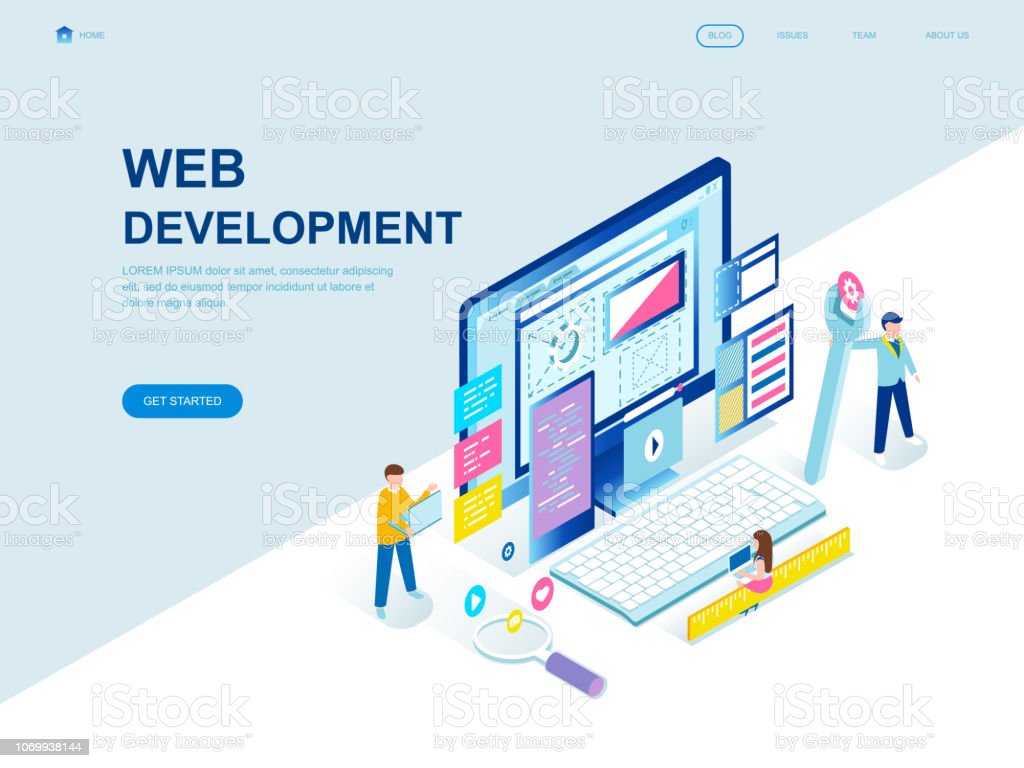 HOME
BLOG
ISSUES
TEAM
ABOUT US
WEB
DEVELOPMENT
LOREM IPSUM dolor sit amet, consectetur adipiscing
elit, sed do eiusmod tempor incididunt ut labore et
dolore magna aliqua.
GET STARTED
iStock
by Getty Images™
1069938144